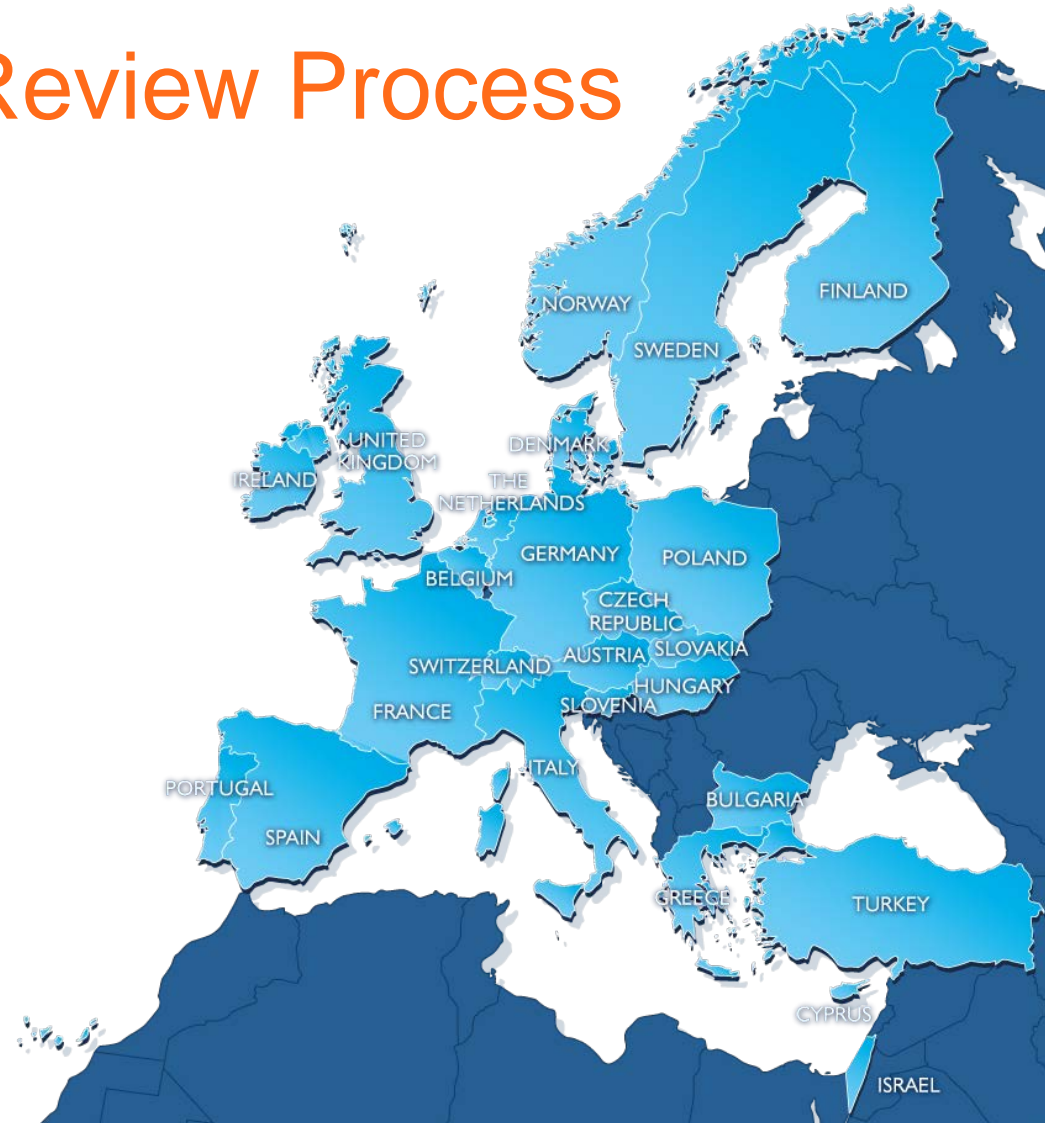 Review Process
NORWAY
FINLAND
SWEDEN
UNITED
KINGDOM
DENMARK
IRELAND
THE
NETHERLANDS
GERMANY
POLAND
BELGIUM
CZECH
REPUBLIC
SWITZERLAND
AUSTRIA
SLOVAKIA
HUNGARY
SLOVENIA
FRANCE
ITALY
PORTUGAL
BULGARIA
SPAIN
GREECE
TURKEY
CYPRUS
ISRAEL